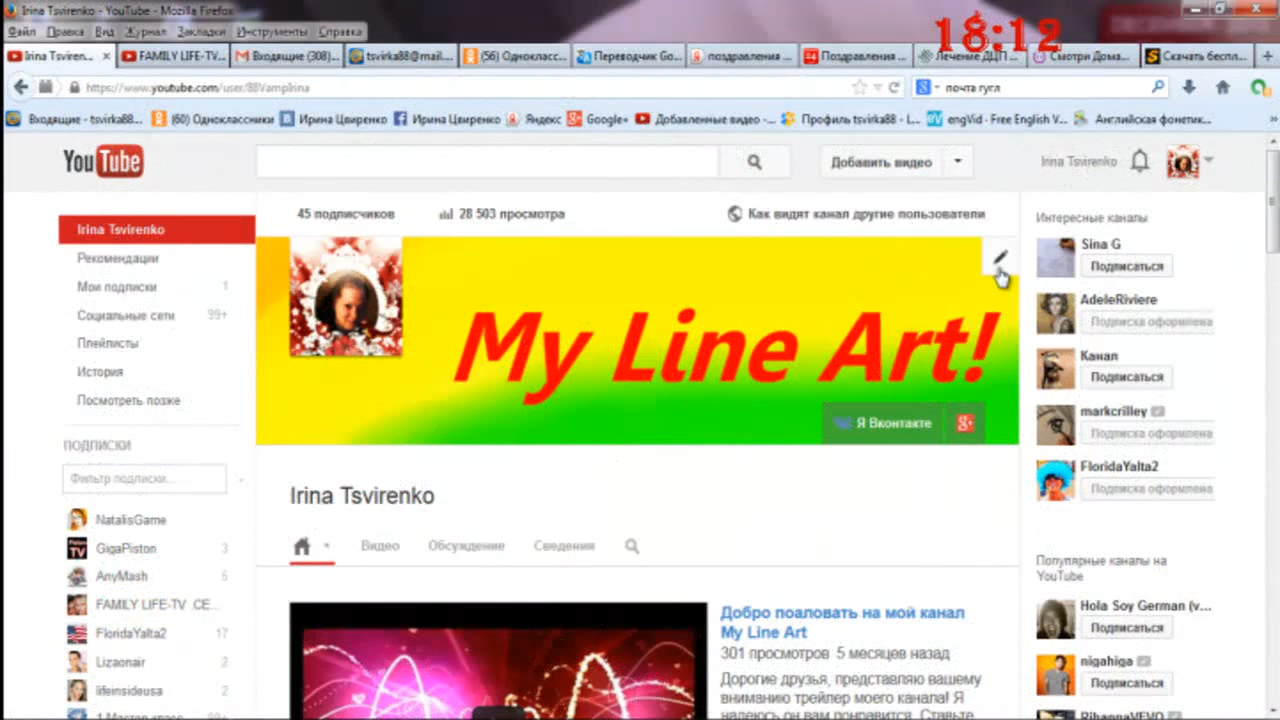 Irina Tsvirenko - YouTube - Mozilla Firefox
Файл Правка Вид Журнал Закладки Инструменты Справка
18:12
Irina Tsviren... FAMILY LIFE-TV... Входящие (308)... tsvirka88@mail.... (56) Однокласс... Переводчик Go... поздравления ... Поздравления ... Лечение ДЦП ... Смотри Дома... Скачать беспл...
https://www.youtube.com/user/88VampIrina
почта гугл
Входящие - tsvirka88... (60) Одноклассники Ирина Цвиренко Ирина Цвиренко Яндекс Google+ Добавленные видео -... Профиль tsvirka88 - L... engVid - Free English V... Английская фонетик...
YouTube
Добавить видео
Irina Tsvirenko
45 подписчиков
28 503 просмотра
Как видят канал другие пользователи
Irina Tsvirenko
Рекомендации
Мои подписки 1
Социальные сети 99+
Плейлисты
История
Посмотреть позже
ПОДПИСКИ
Фильтр подписки...
NatalisGame
GigaPiston 3
AnyMash 5
FAMILY LIFE-TV .CE...
FloridaYalta2 17
Lizaonair 2
lifeinsideusa 2
99+
My Line Art!
Я Вконтакте
g+
Irina Tsvirenko
Видео Обсуждение Сведения
Добро поаловать на мой канал
My Line Art
301 просмотров 5 месяцев назад
Дорогие друзья, представляю вашему
вниманию трейлер моего канала! Я
надеюсь он вам понравится. Ставьте
Интересные каналы
Sina G
Подписаться
AdeleRiviere
Подписка оформлена
Канал
Подписаться
markcrilley
Подписка оформлена
FloridaYalta2
Подписка оформлена
Популярные каналы на
YouTube
Hola Soy German (v...
Подписаться
nigahiga
Подписаться
RihannaVEVO